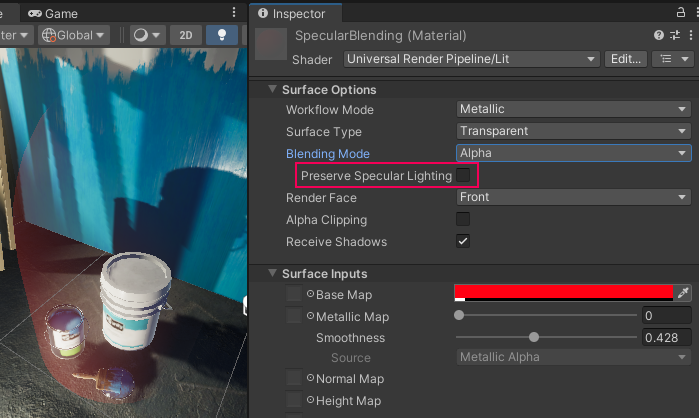 e Game
Inspector
ter Global 2D
SpecularBlending (Material)
Shader Universal Render Pipeline/Lit Edit...
Surface Options
Workflow Mode Metallic
Surface Type Transparent
Blending Mode Alpha
Preserve Specular Lighting
Render Face Front
Alpha Clipping
Receive Shadows
Surface Inputs
Base Map
Metallic Map 0
Smoothness 0.428
Source Metallic Alpha
Normal Map
Height Map